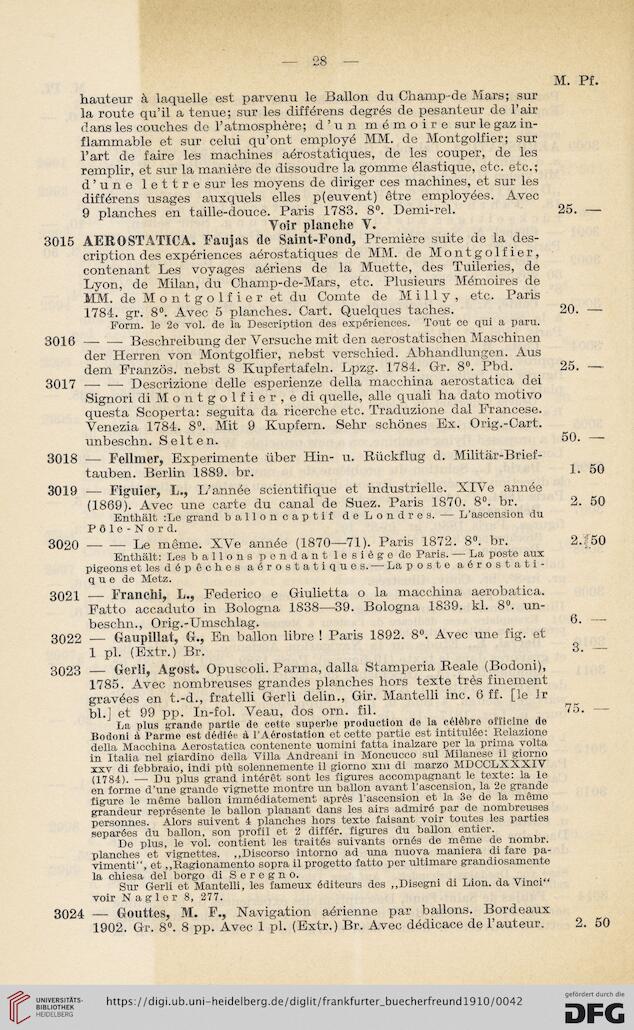 — 28 —
M. Pf.
hauteur à laquelle est parvenu le Ballon du Champ-de Mars; sur
la route qu'il a tenue; sur les différens degrés de pesanteur de l'air
dans les couches de l'atmosphère; d'un mémoire sur le gaz in-
flammable et sur celui qu'ont employé MM. de Montgolfier; sur
l'art de faire les machines aérostatiques, de les couper, de les
remplir, et sur la manière de dissoudre la gomme élastique, etc. etc.;
d'une lettre sur les moyens de diriger ces machines, et sur les
différens usages auxquels elles p(euvent) être employées. Avec
9 planches en taille-douce. Paris 1783. 8⁰. Demi-rel. 25. —
Voir planche V.
3015 AEROSTATICA. Faujas de Saint-Fond, Première suite de la des-
cription des expériences aérostatiques de MM. de Montgolfier,
contenant Les voyages aériens de la Muette, des Tuileries, de
Lyon, de Milan, du Champ-de-Mars, etc. Plusieurs Mémoires de
MM. de Montgolfier et du Comte de Milly, etc. Paris
1784. gr. 8⁰. Avec 5 planches. Cart. Quelques taches. 20. —
Form. le 2e vol. de la Description des expériences. Tout ce qui a paru.
3016 — — Beschreibung der Versuche mit den aerostatischen Maschinen
der Herren von Montgolfier, nebst verschied. Abhandlungen. Aus
dem Französ. nebst 8 Kupfertafeln. Lpzg. 1784. Gr. 8⁰. Pbd. 25. —
3017 — — Descrizione delle esperienze della macchina aerostatica dei
Signori di Montgolfier, e di quelle, alle quali ha dato motivo
questa Scoperta: seguita da ricerche etc. Traduzione dal Francese.
Venezia 1784. 8⁰. Mit 9 Kupfern. Sehr schönes Ex. Orig.-Cart.
unbeschn. Selten. 50. —
3018 — Fellmer, Experimente über Hin- u. Rückflug d. Militär-Brief-
tauben. Berlin 1889. br. 1. 50
3019 — Figuier, L., L'année scientifique et industrielle. XIVe année
(1869). Avec une carte du canal de Suez. Paris 1870. 8⁰. br. 2. 50
Enthält :Le grand ballon captif de Londres. — L'ascension du
Pôle-Nord.
3020 — — Le même. XVe année (1870—71). Paris 1872. 8⁰. br. 2. 50
Enthält: Les ballons pendant le siège de Paris. — La poste aux
pigeons et les dépêches aérostatiques. — La poste aérostati-
que de Metz.
3021 — Franchi, L., Federico e Giulietta o la macchina aerobatica.
Fatto accaduto in Bologna 1838—39. Bologna 1839. kl. 8⁰. un-
beschn., Orig.-Umschlag. 6. —
3022 — Gaupillat, G., En ballon libre! Paris 1892. 8⁰. Avec une fig. et
1 pl. (Extr.) Br. 3. —
3023 — Gerli, Agost. Opuscoli. Parma, dalla Stamperia Reale (Bodoni),
1785. Avec nombreuses grandes planches hors texte très finement
gravées en t.-d., fratelli Gerli delin., Gir. Mantelli inc. 6 ff. [le 1r
bl.] et 99 pp. In-fol. Veau, dos orn. fil. 75. —
La plus grande partie de cette superbe production de la célèbre officine de
Bodoni à Parme est dédiée à l'Aérostation et cette partie est intitulée: Relazione
della Macchina Aerostatica contenente uomini fatta inalzare per la prima volta
in Italia nel giardino della Villa Andreani in Moncucco sul Milanese il giorno
XXV di febbraio, indi più solennemente il giorno XIII di marzo MDCCLXXXIV
(1784). — Du plus grand intérêt sont les figures accompagnant le texte: la 1e
en forme d'une grande vignette montre un ballon avant l'ascension, la 2e grande
figure le même ballon immédiatement après l'ascension et la 3e de la même
grandeur représente le ballon planant dans les airs admiré par de nombreuses
personnes. Alors suivent 4 planches hors texte faisant voir toutes les parties
separées du ballon, son profil et 2 différ. figures du ballon entier.
De plus, le vol. contient les traités suivants ornés de même de nombr.
planches et vignettes. „Discorso intorno ad una nuova maniera di fare pa-
vimenti“, et „Ragionamento sopra il progetto fatto per ultimare grandiosamente
la chiesa del borgo di Seregno.
Sur Gerli et Mantelli, les fameux éditeurs des „Disegni di Lion. da Vinci“
voir Nagler 8, 277.
3024 — Gouttes, M. F., Navigation aérienne par ballons. Bordeaux
1902. Gr. 8⁰. 8 pp. Avec 1 pl. (Extr.) Br. Avec dédicace de l'auteur. 2. 50
UNIVERSITÄTS-
BIBLIOTHEK
HEIDELBERG
https://digi.ub.uni-heidelberg.de/diglit/frankfurter_buecherfreund1910/0042
gefördert durch die
DFG